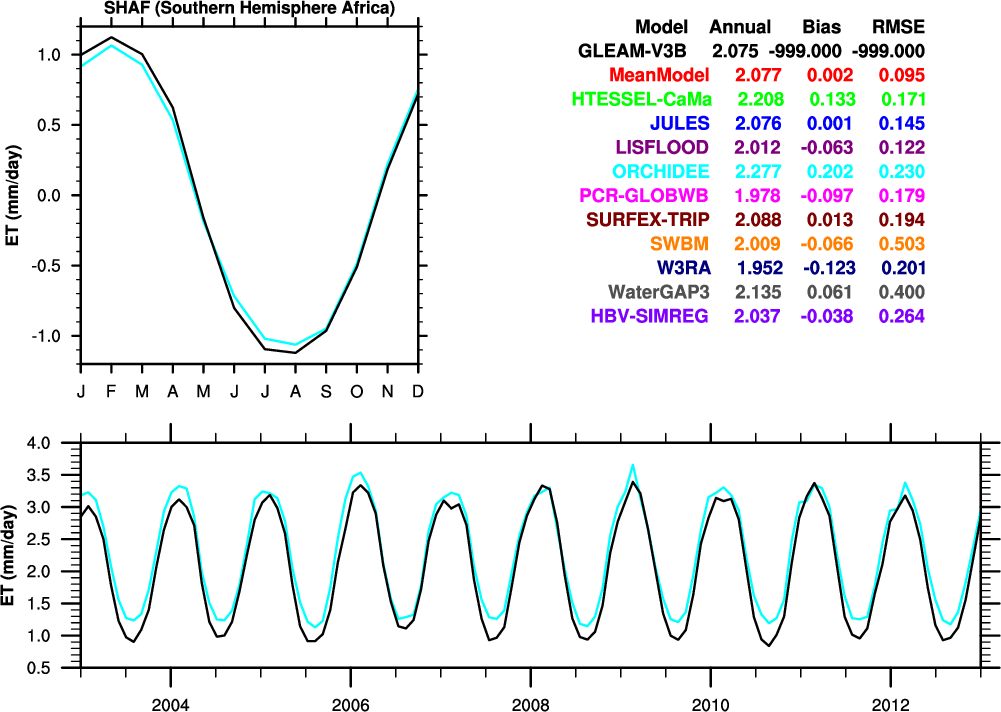 SHAF (Southern Hemisphere Africa)
1.0
0.5
0.0
-0.5
-1.0
ET (mm/day)
J F M A M J J A S O N D
Model Annual Bias RMSE
GLEAM-V3B 2.075 -999.000 -999.000
MeanModel 2.077 0.002 0.095
HTESSEL-CaMa 2.208 0.133 0.171
JULES 2.076 0.001 0.145
LISFLOOD 2.012 -0.063 0.122
ORCHIDEE 2.277 0.202 0.230
PCR-GLOBWB 1.978 -0.097 0.179
SURFEX-TRIP 2.088 0.013 0.194
SWBM 2.009 -0.066 0.503
W3RA 1.952 -0.123 0.201
WaterGAP3 2.135 0.061 0.400
HBV-SIMREG 2.037 -0.038 0.264
4.0
3.5
3.0
2.5
2.0
1.5
1.0
0.5
ET (mm/day)
2004 2006 2008 2010 2012